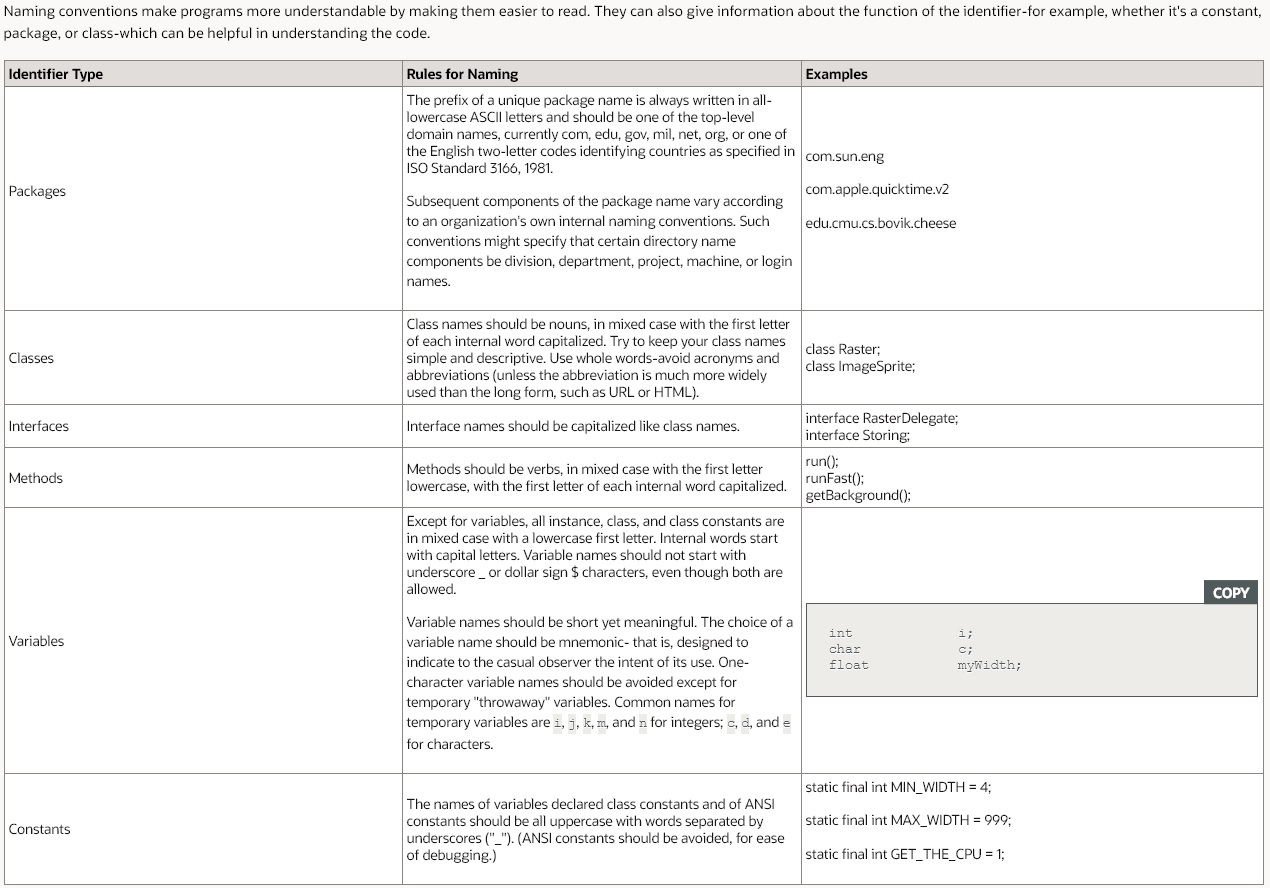 Naming conventions make programs more understandable by making them easier to read. They can also give information about the function of the identifier-for example, whether it's a constant,
package, or class-which can be helpful in understanding the code.
Identifier Type
Rules for Naming
Examples
Packages
The prefix of a unique package name is always written in all-
lowercase ASCII letters and should be one of the top-level
domain names, currently com, edu, gov, mil, net, org, or one of
the English two-letter codes identifying countries as specified in
ISO Standard 3166, 1981.
Subsequent components of the package name vary according
to an organization's own internal naming conventions. Such
conventions might specify that certain directory name
components be division, department, project, machine, or login
names.
com.sun.eng
com.apple.quicktime.v2
edu.cmu.cs.bovik.cheese
Classes
Class names should be nouns, in mixed case with the first letter
of each internal word capitalized. Try to keep your class names
simple and descriptive. Use whole words-avoid acronyms and
abbreviations (unless the abbreviation is much more widely
used than the long form, such as URL or HTML).
class Raster;
class ImageSprite;
Interfaces
Interface names should be capitalized like class names.
interface RasterDelegate;
interface Storing;
Methods
Methods should be verbs, in mixed case with the first letter
lowercase, with the first letter of each internal word capitalized.
run();
runFast();
getBackground();
Variables
Except for variables, all instance, class, and class constants are
in mixed case with a lowercase first letter. Internal words start
with capital letters. Variable names should not start with
underscore _ or dollar sign $ characters, even though both are
allowed.
Variable names should be short yet meaningful. The choice of a
variable name should be mnemonic- that is, designed to
indicate to the casual observer the intent of its use. One-
character variable names should be avoided except for
temporary "throwaway" variables. Common names for
temporary variables are i, j, k, m, and n for integers; c, d, and e
for characters.
COPY
int i;
char c;
float myWidth;
Constants
The names of variables declared class constants and of ANSI
constants should be all uppercase with words separated by
underscores ("_"). (ANSI constants should be avoided, for ease
of debugging.)
static final int MIN_WIDTH = 4;
static final int MAX_WIDTH = 999;
static final int GET_THE_CPU = 1;